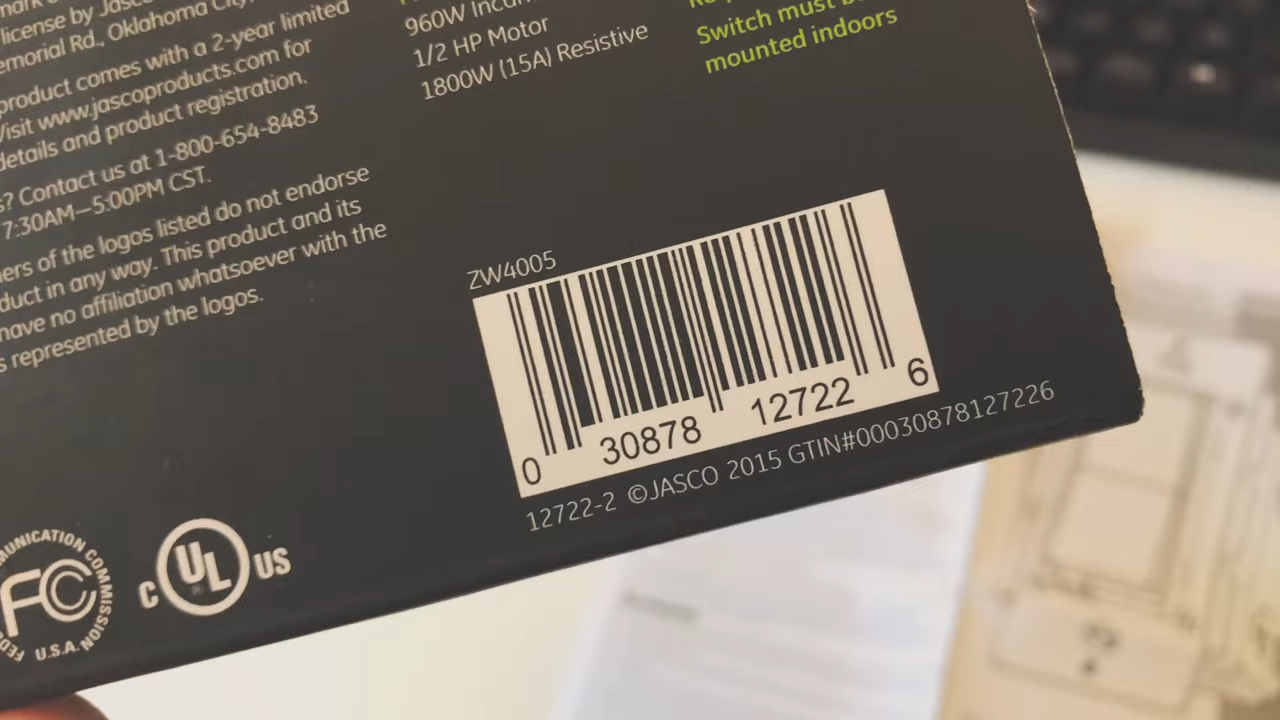 license by Jasco
emorial Rd., Oklahoma City,
product comes with a 2-year limited
Visit www.jascoproducts.com for
details and product registration.
s? Contact us at 1-800-654-8483
7:30AM—5:00PM CST.
ers of the logos listed do not endorse
duct in any way. This product and its
have no affiliation whatsoever with the
s represented by the logos.
960W Incan
1/2 HP Motor
1800W (15A) Resistive
Switch must be
mounted indoors
ZW4005
0 30878 12722 6
12722-2 ©JASCO 2015 GTIN#00030878127226
MUNICATION COMMISSION
FC
U.S.A.
C UL US